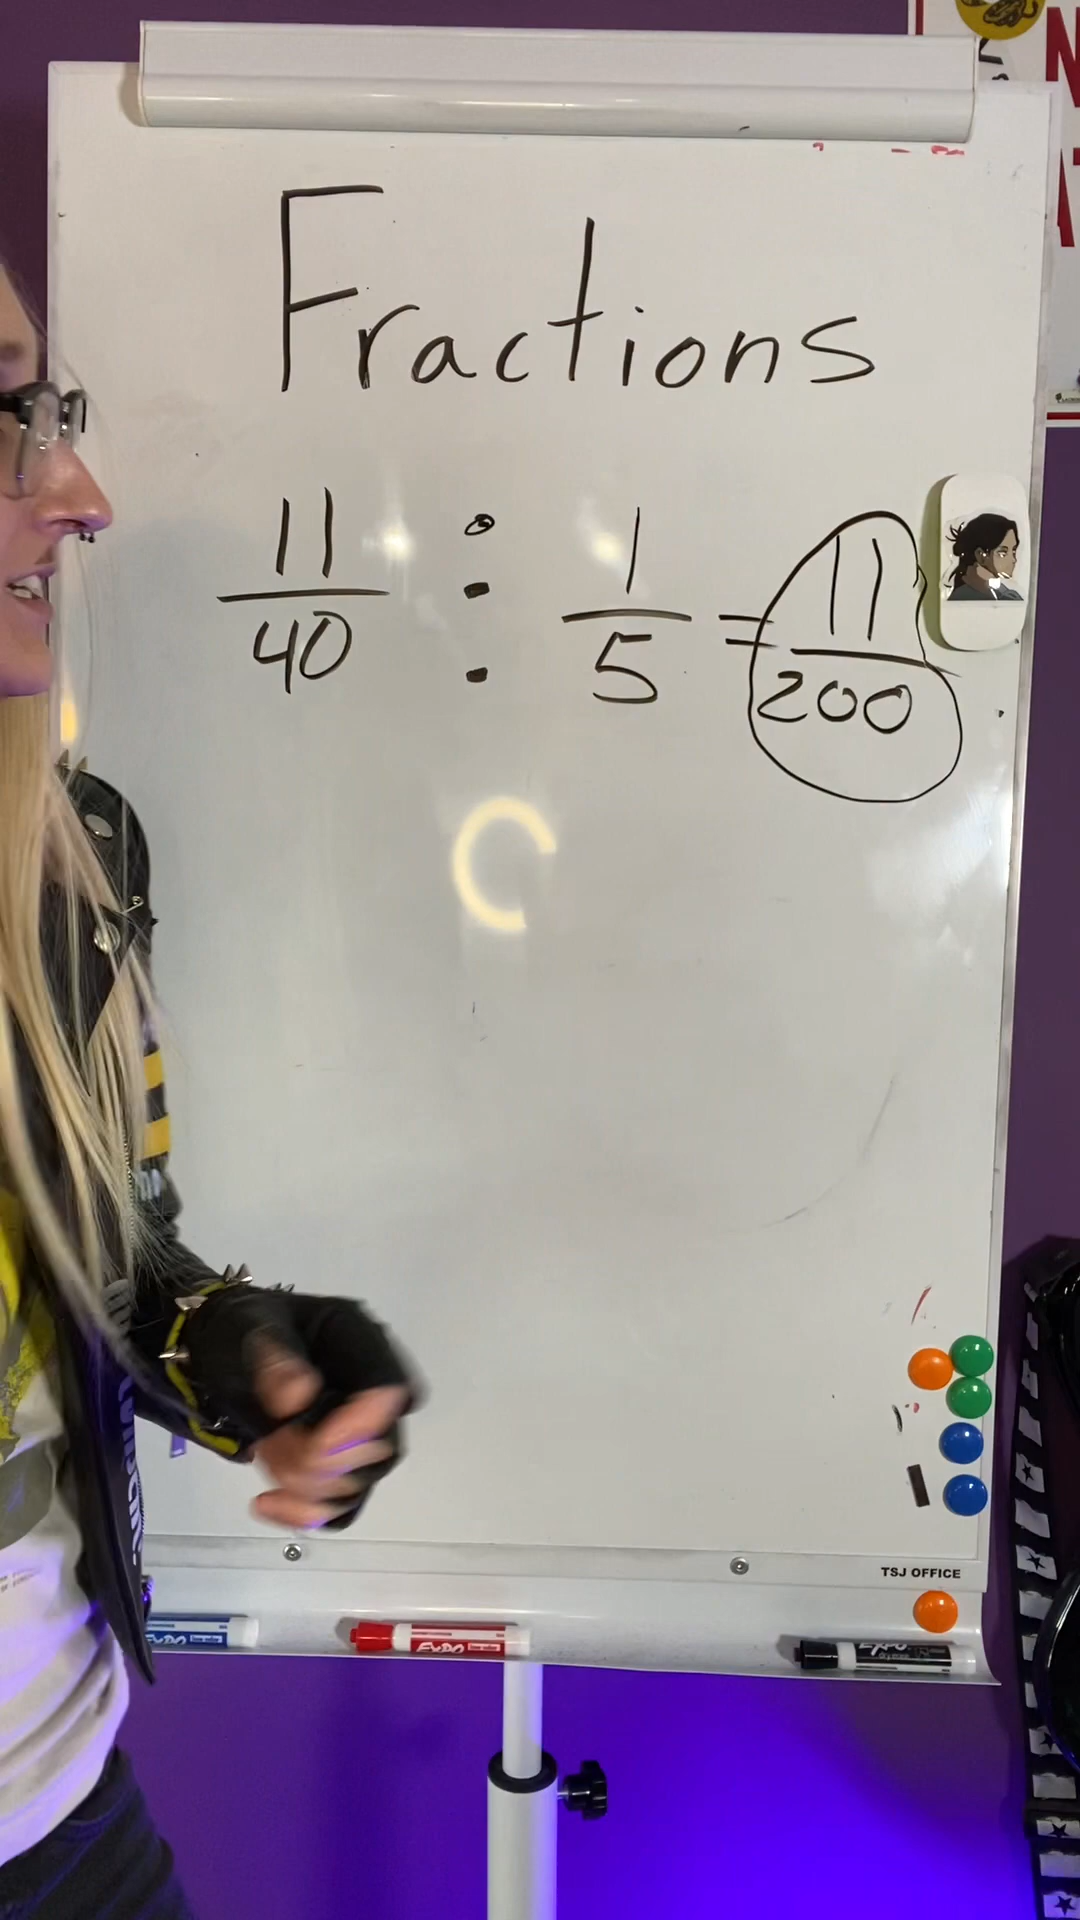 Fractions
11/40 ÷ 1/5 = 11/200
TSJ OFFICE
EXPO
EXPO
EXPO